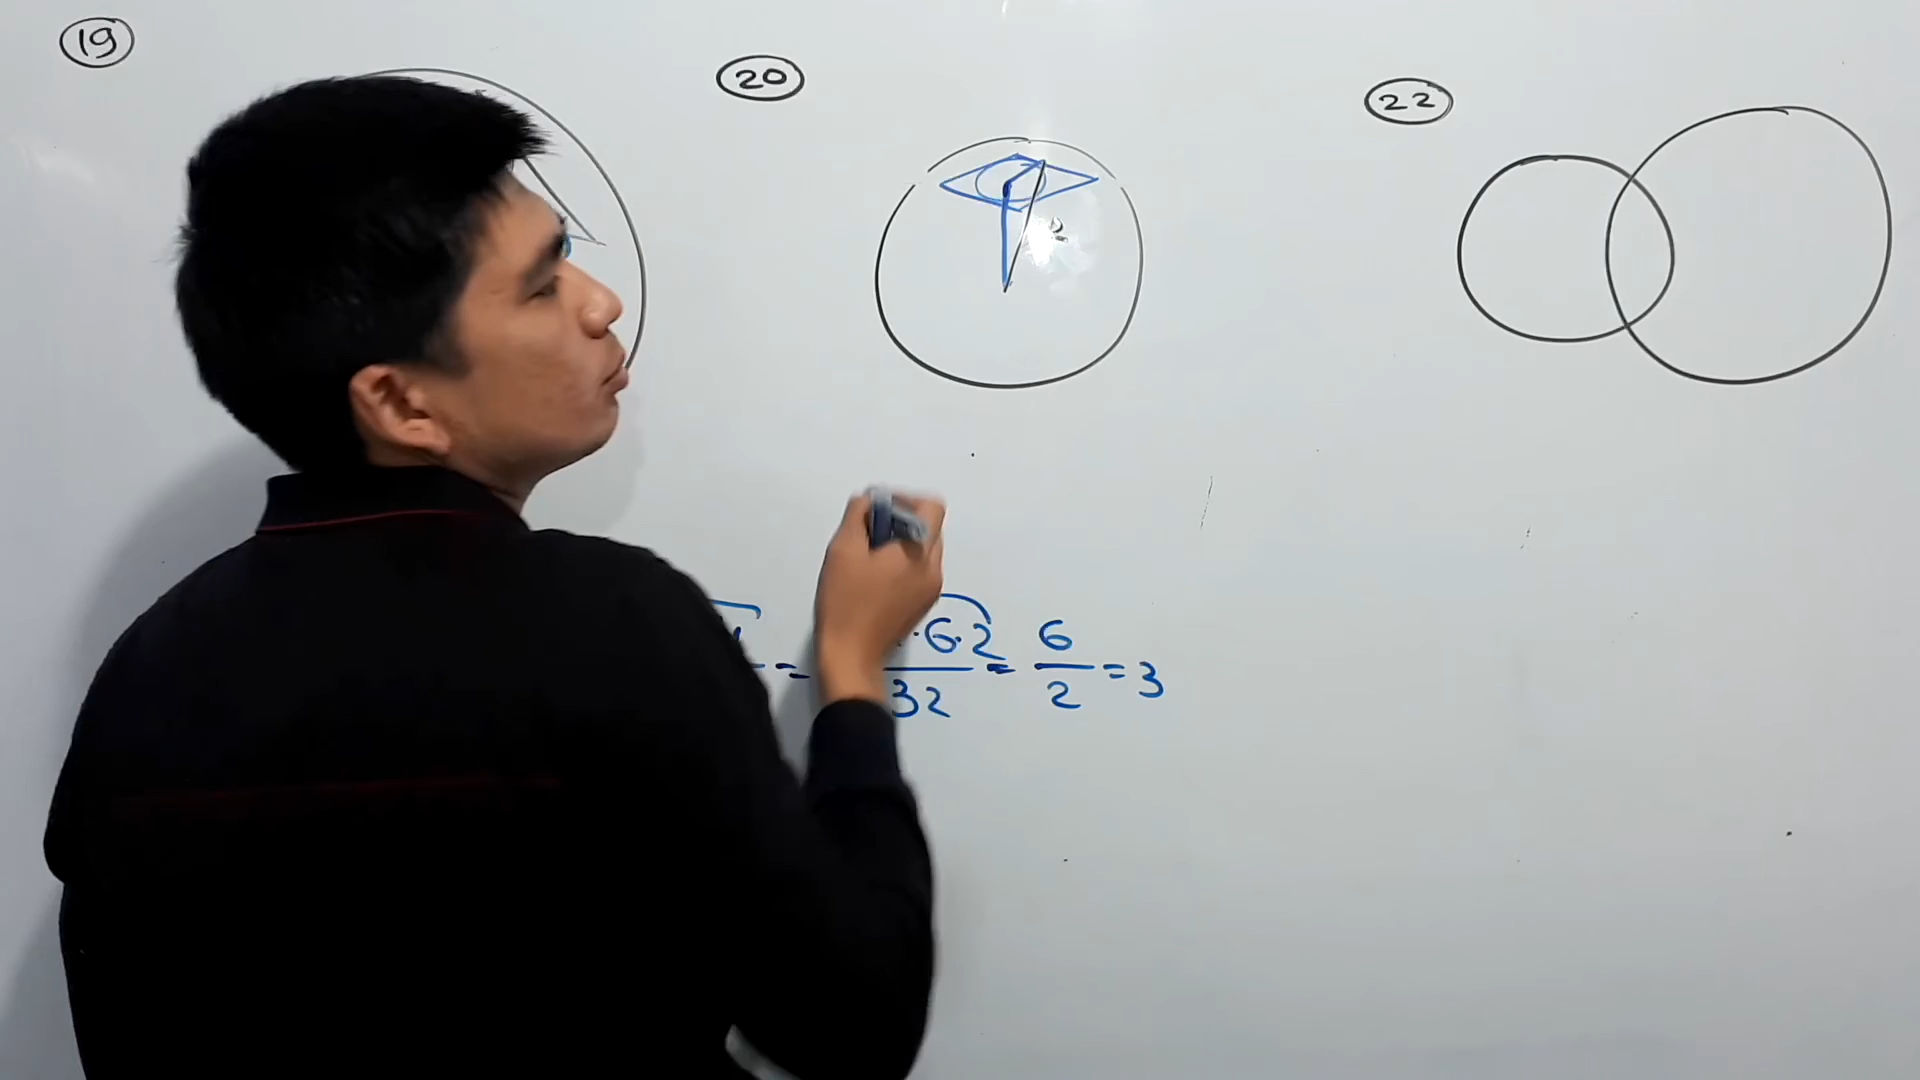 19
20
22
R
= ·6·2 / 32 = 6/2 = 3